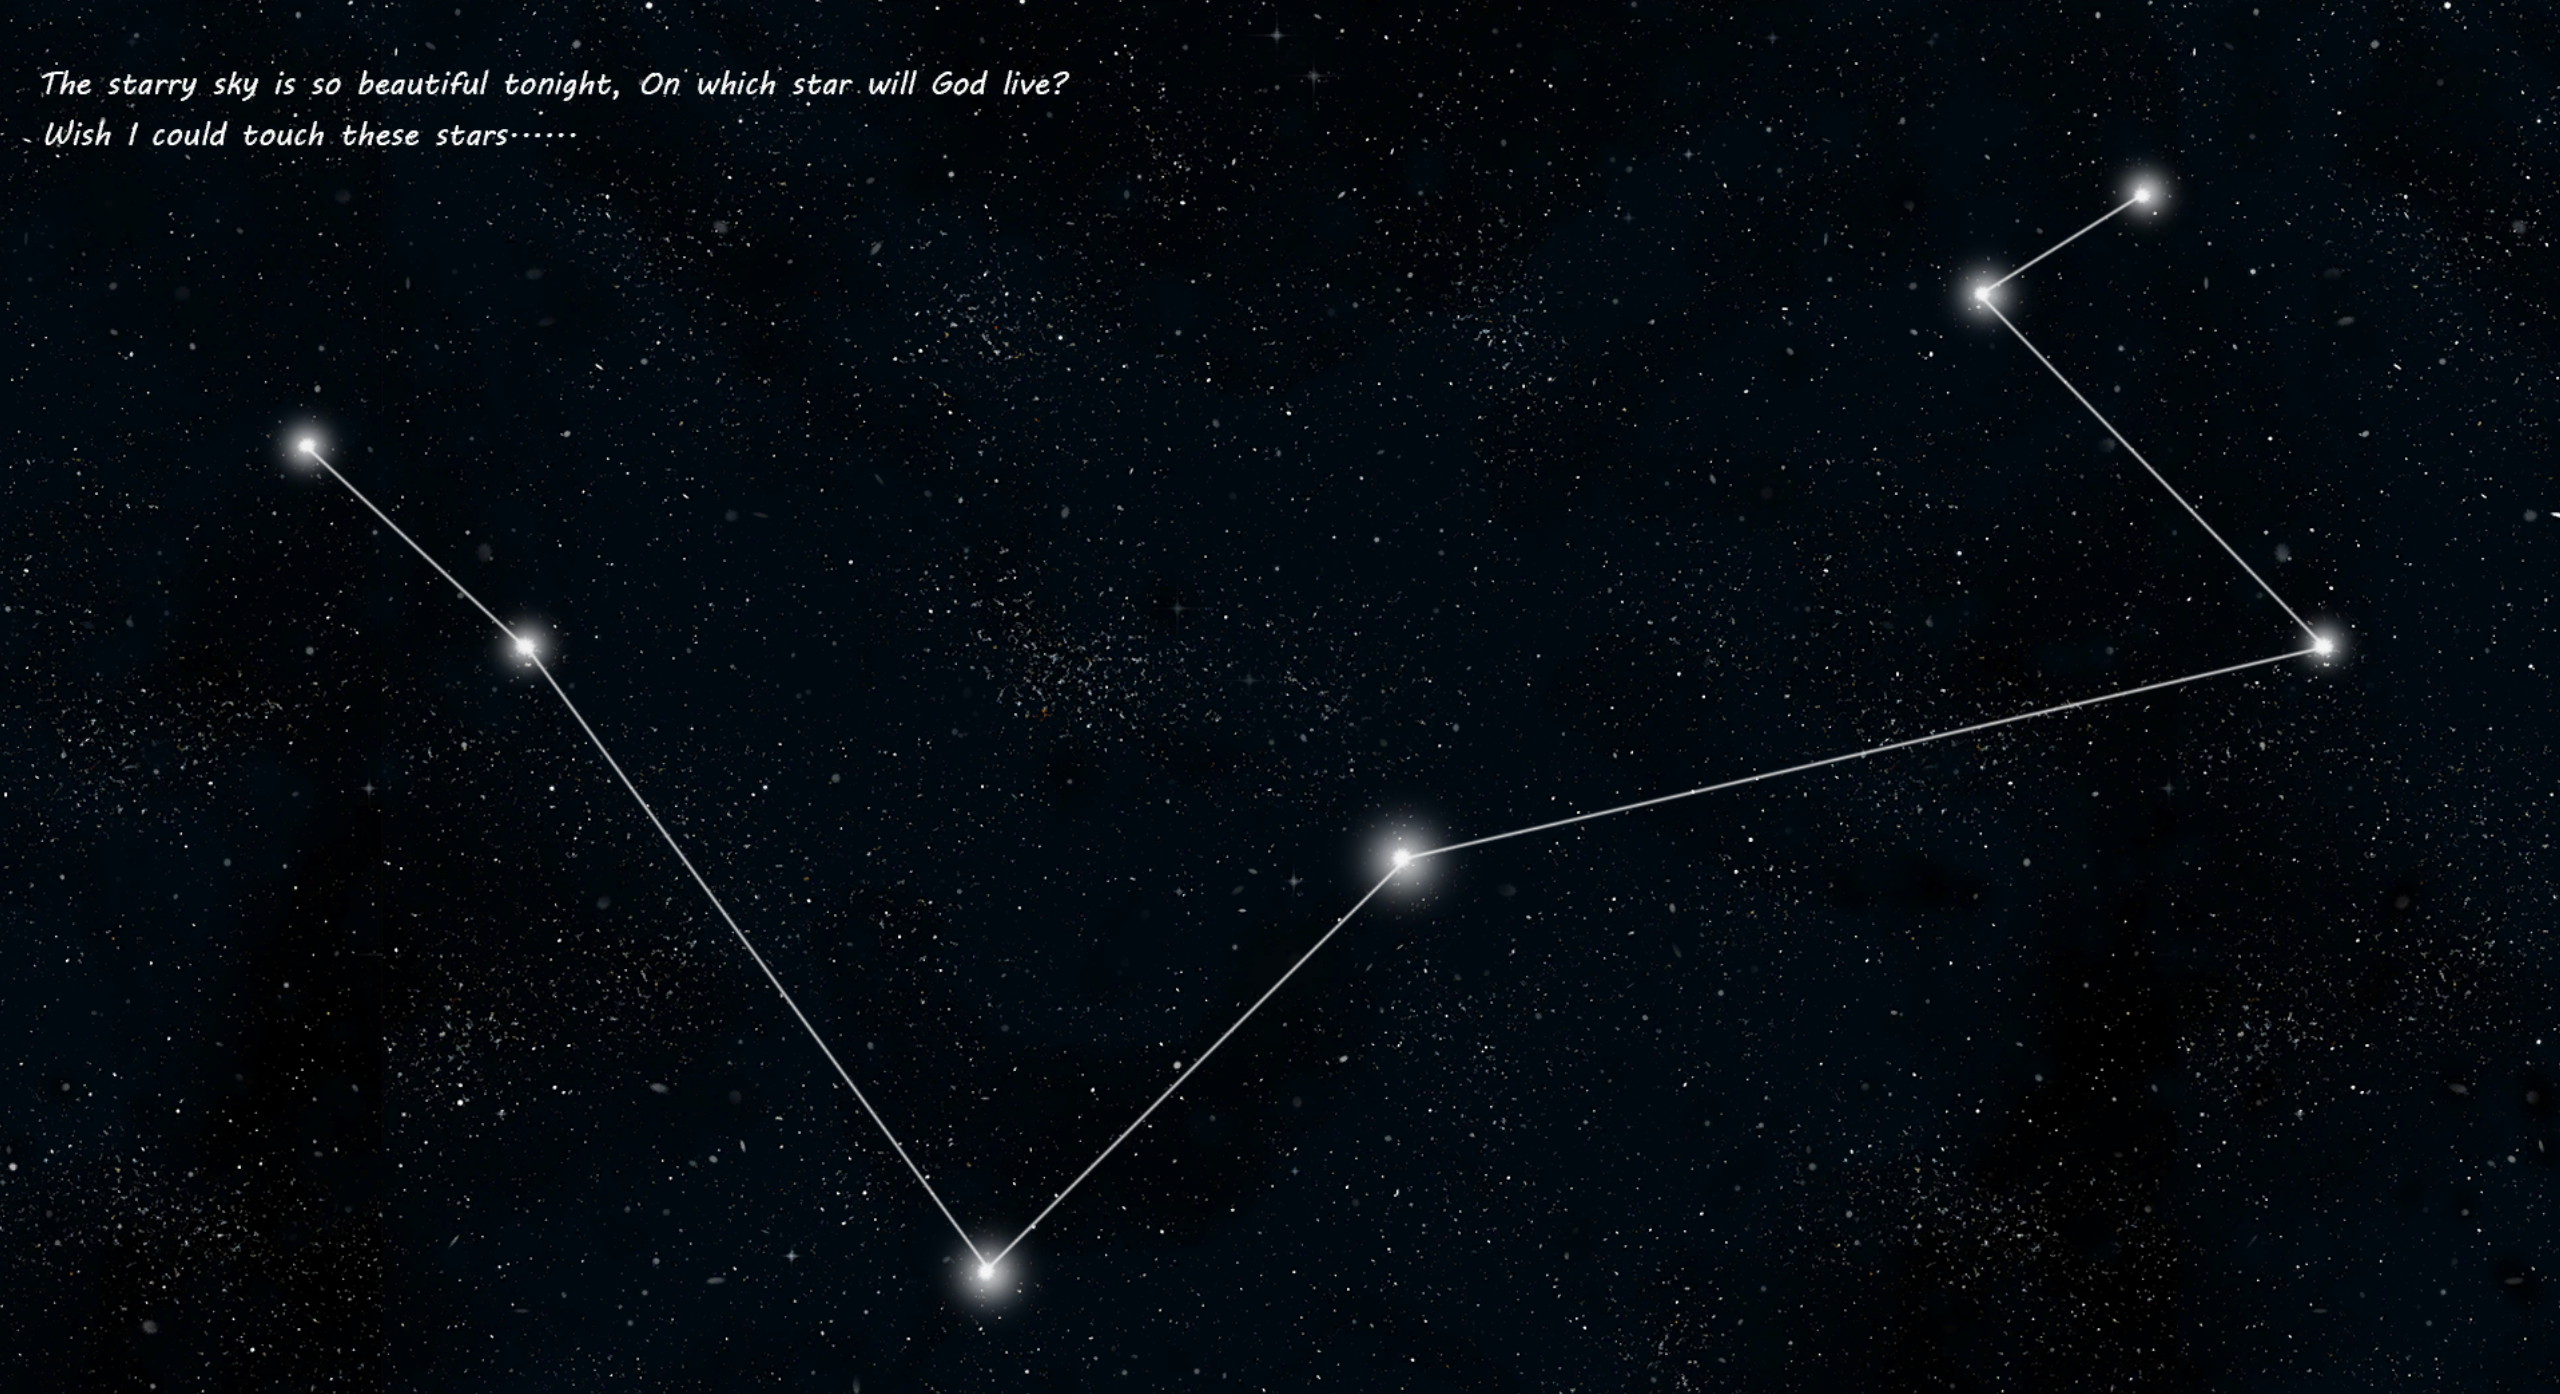 The starry sky is so beautiful tonight, On which star will God live?
Wish I could touch these stars······